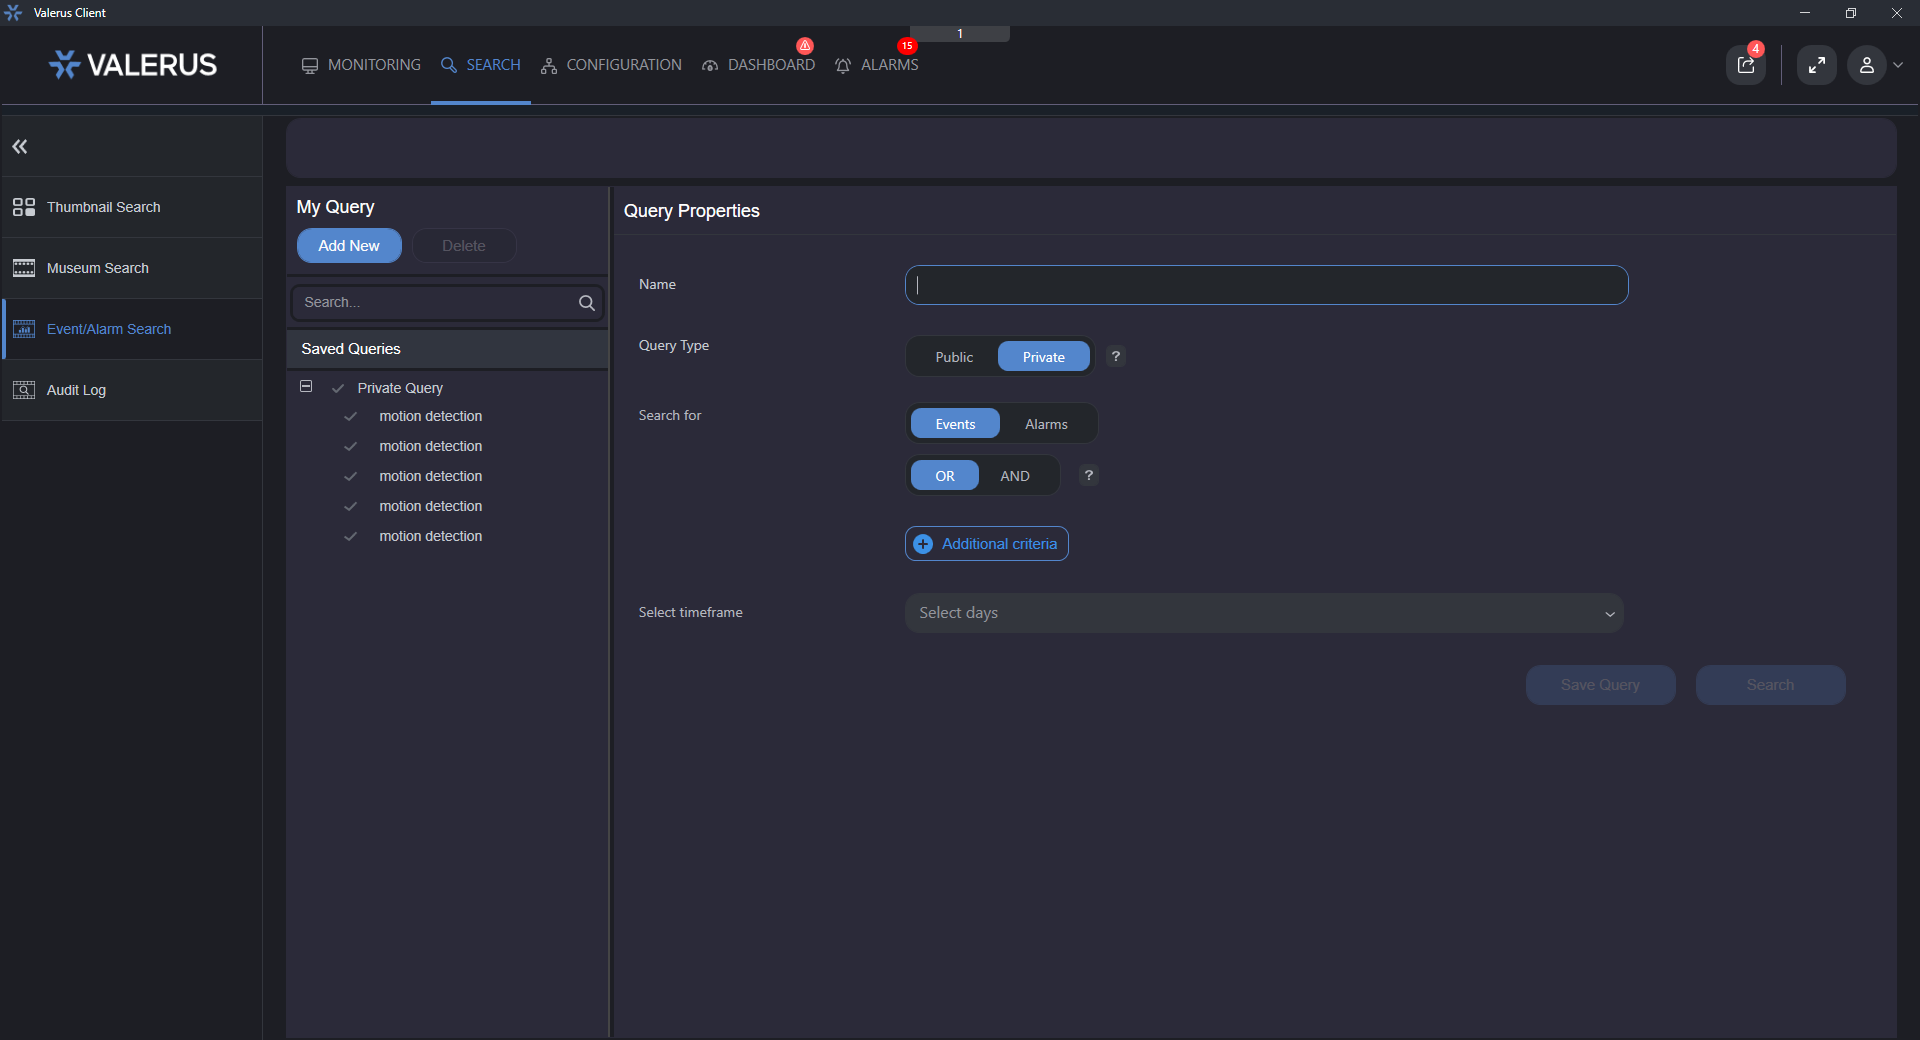 Valerus Client
1
VALERUS
MONITORING
SEARCH
CONFIGURATION
DASHBOARD
15
ALARMS
4
Thumbnail Search
Museum Search
Event/Alarm Search
Audit Log
My Query
Add New
Delete
Search...
Saved Queries
Private Query
motion detection
motion detection
motion detection
motion detection
motion detection
Query Properties
Name
Query Type
Public
Private
?
Search for
Events
Alarms
OR
AND
?
Additional criteria
Select timeframe
Select days
Save Query
Search